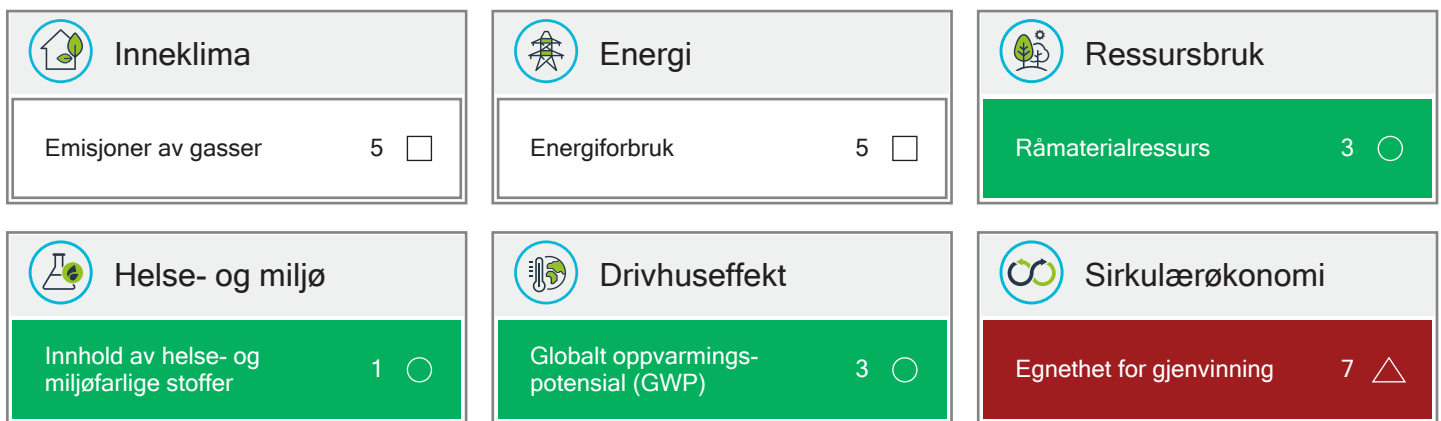 Inneklima
Emisjoner av gasser 5
Energi
Energiforbruk 5
Ressursbruk
Råmaterialressurs 3
Helse- og miljø
Innhold av helse- og
miljøfarlige stoffer 1
Drivhuseffekt
Globalt oppvarmings-
potensial (GWP) 3
Sirkulærøkonomi
Egnethet for gjenvinning 7